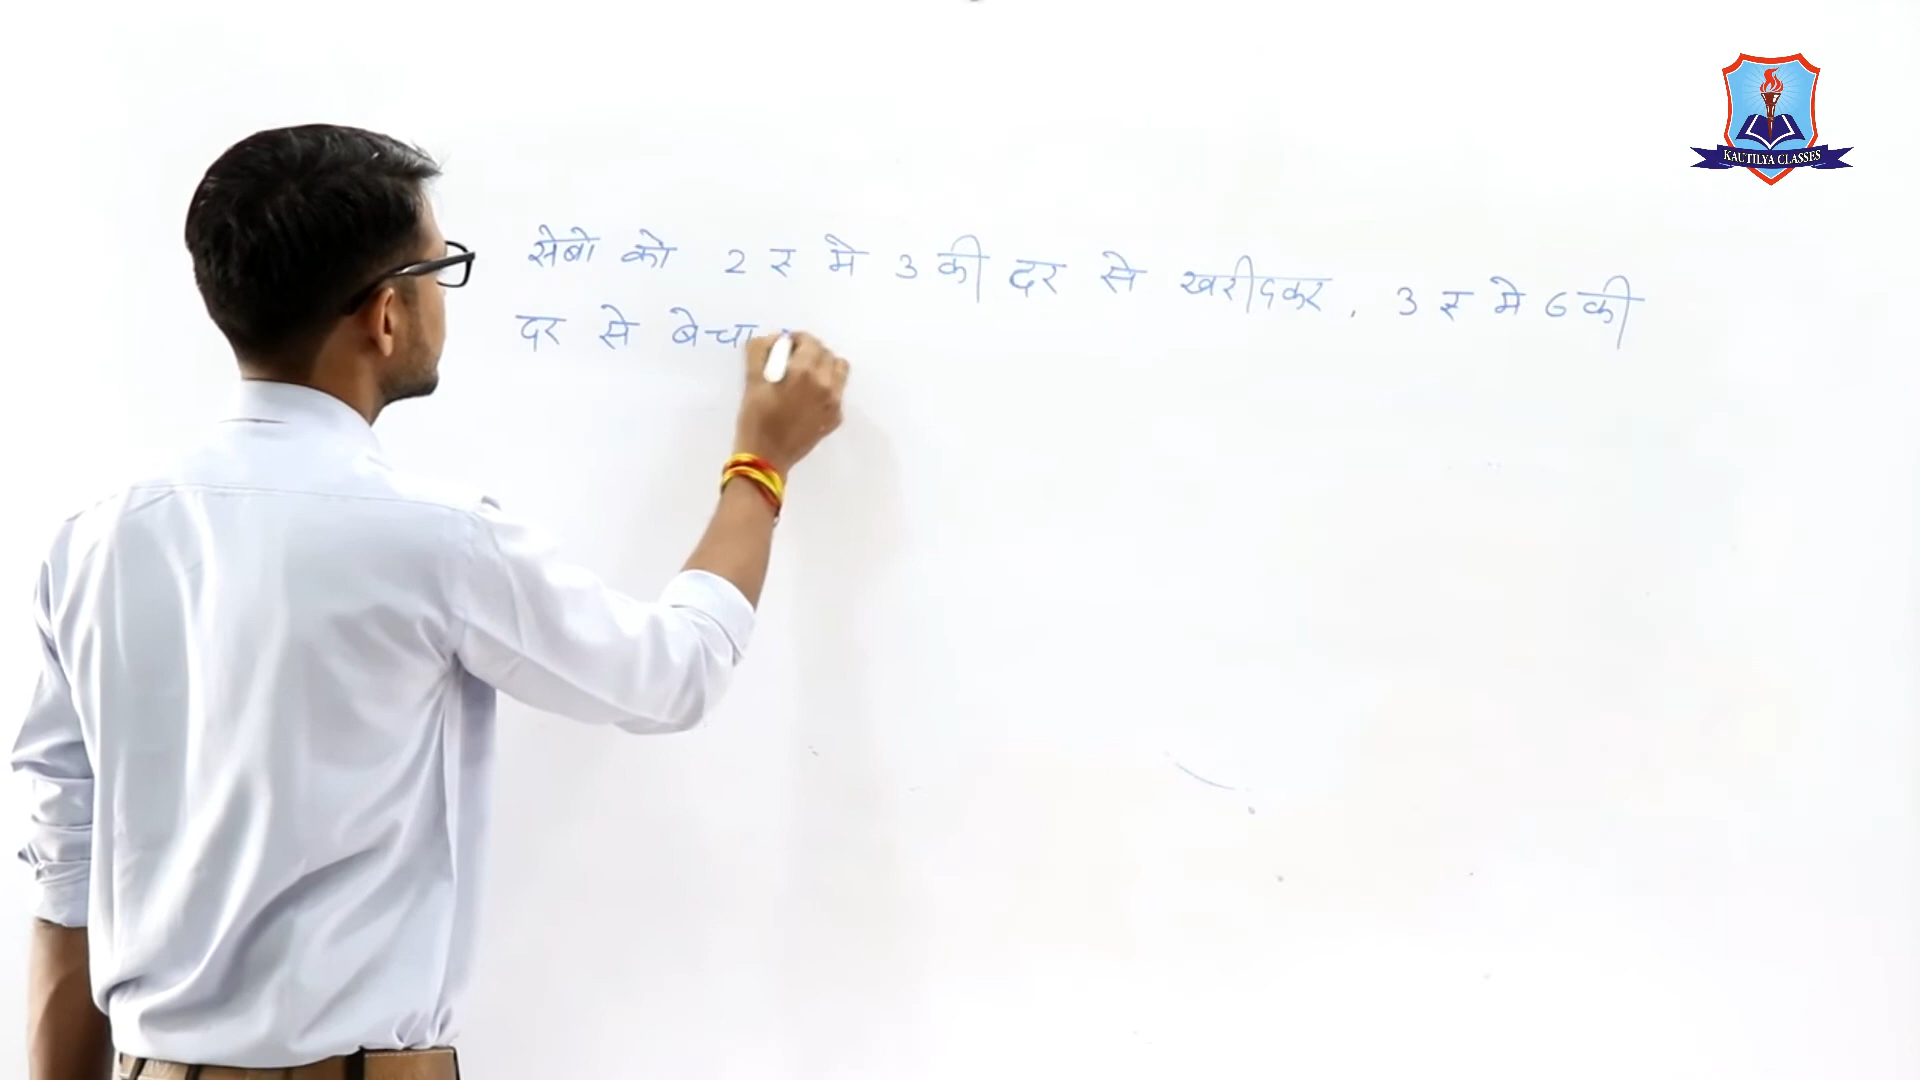 KAUTILYA CLASSES
सेबो को 2 रु मे 3 की दर से खरीदकर, 3 रु मे 6 की
दर से बेचा